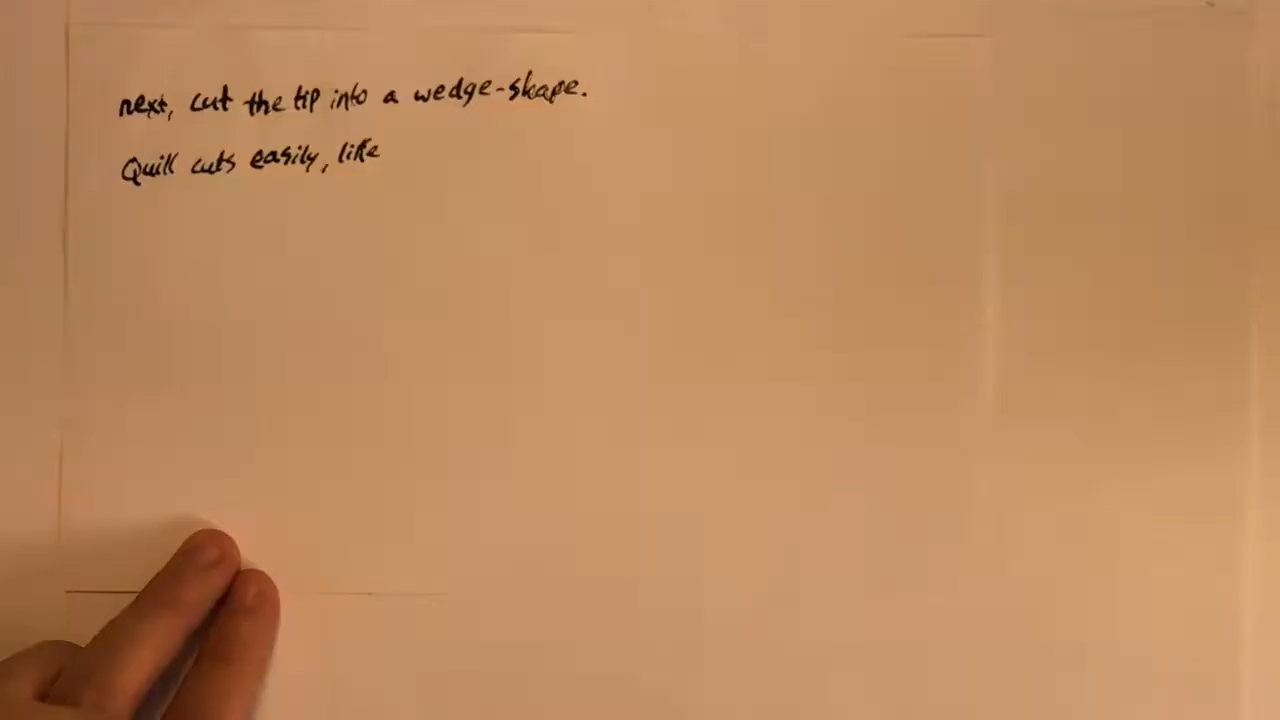 next, cut the tip into a wedge-shape.
Quill cuts easily, like